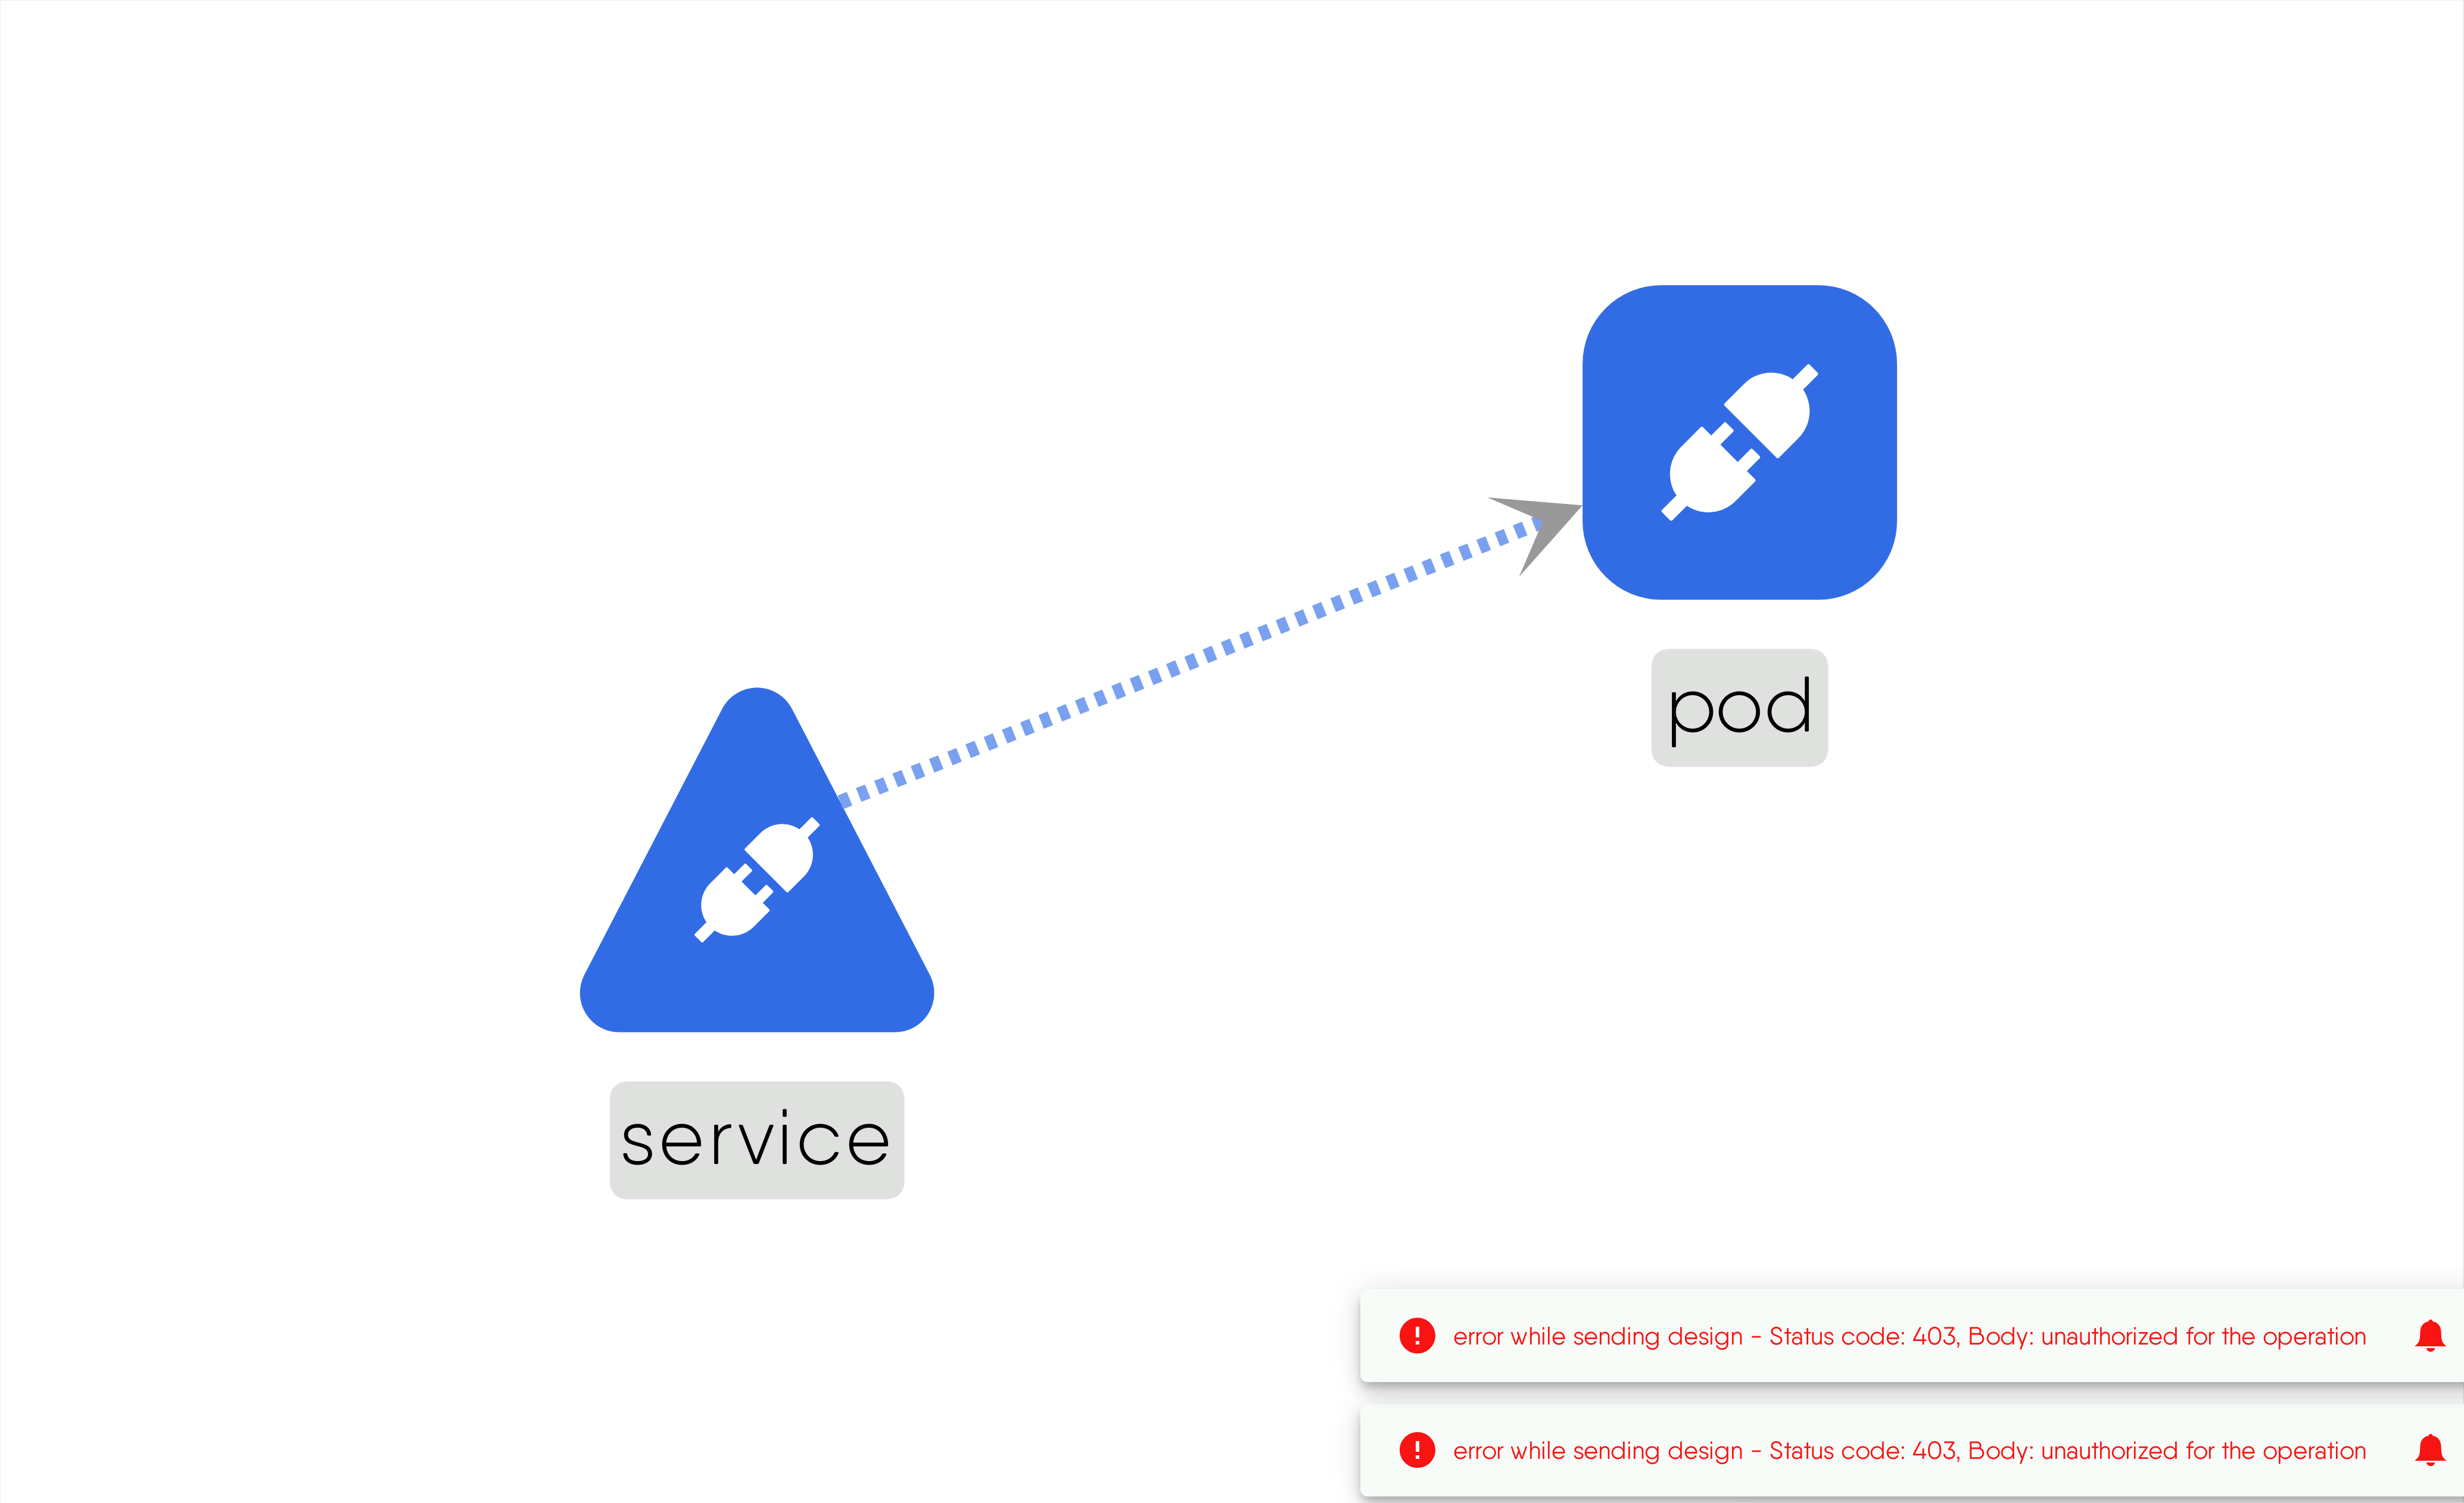 pod
service
error while sending design - Status code: 403, Body: unauthorized for the operation
error while sending design - Status code: 403, Body: unauthorized for the operation